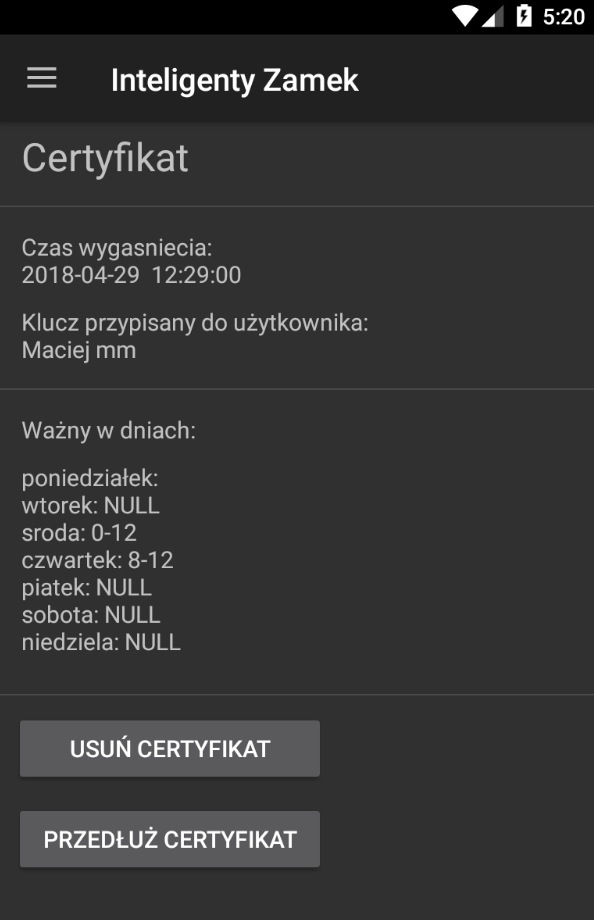 5:20
Inteligenty Zamek
Certyfikat
Czas wygasniecia:
2018-04-29  12:29:00
Klucz przypisany do użytkownika:
Maciej mm
Ważny w dniach:
poniedziałek:
wtorek: NULL
sroda: 0-12
czwartek: 8-12
piatek: NULL
sobota: NULL
niedziela: NULL
USUŃ CERTYFIKAT
PRZEDŁUŻ CERTYFIKAT